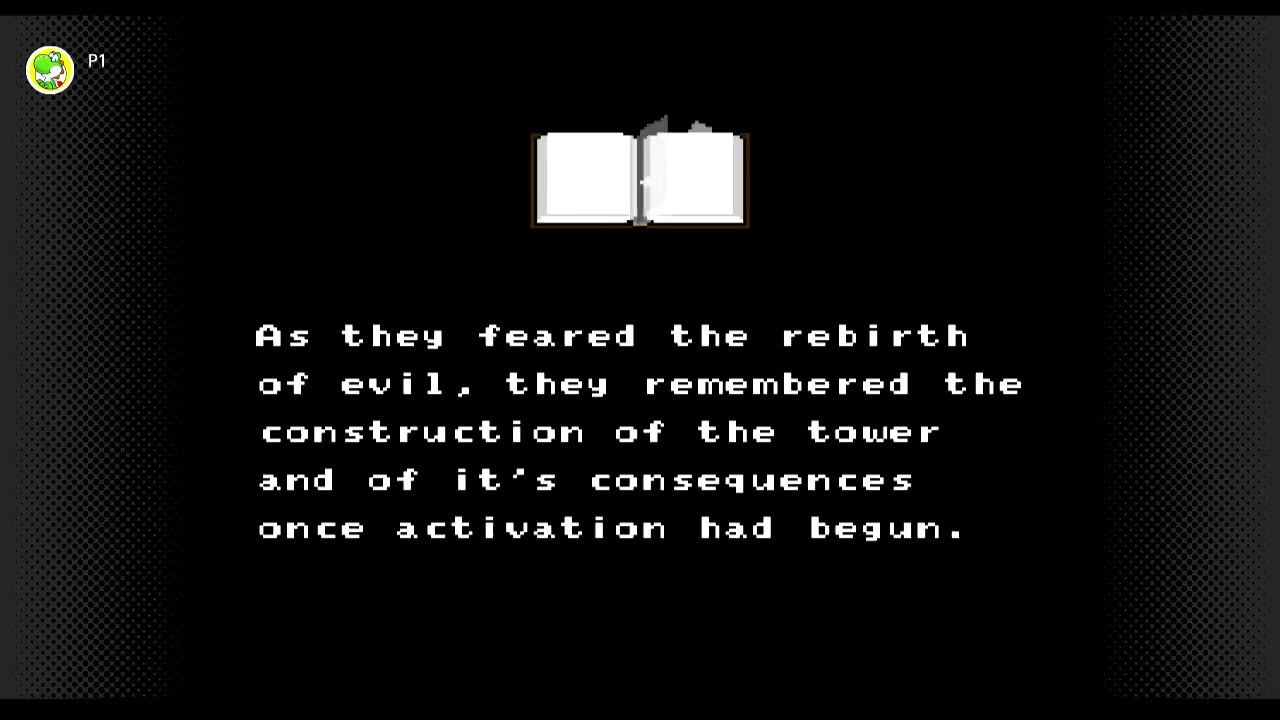 P1
As they feared the rebirth
of evil, they remembered the
construction of the tower
and of it's consequences
once activation had begun.